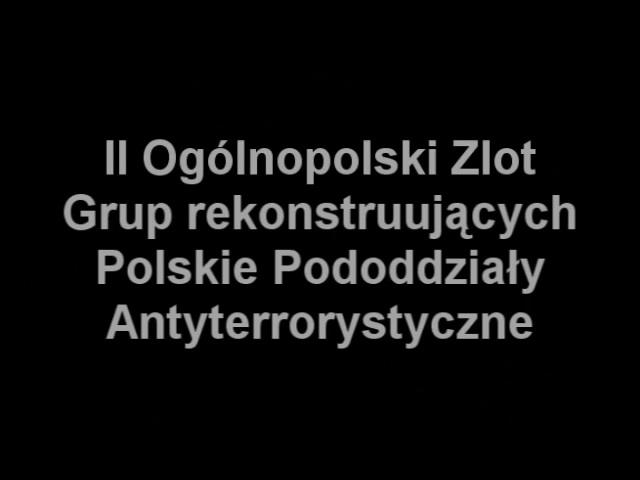 II Ogólnopolski Zlot
Grup rekonstruujących
Polskie Pododdziały
Antyterrorystyczne